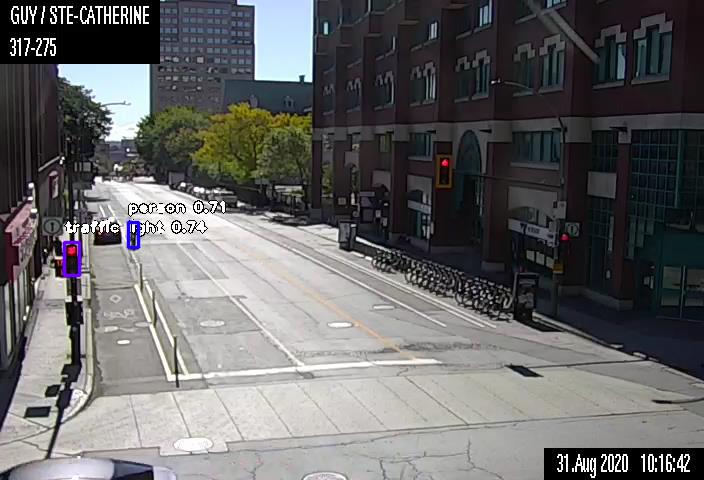 GUY / STE-CATHERINE
317-275
person 0.71
traffic light 0.74
31.Aug 2020 10:16:42